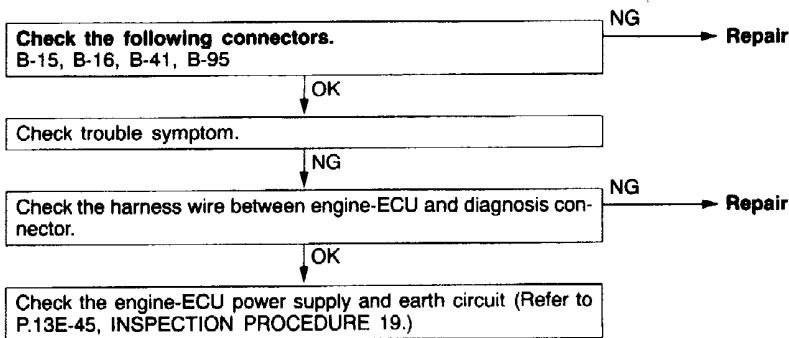 NG
Check the following connectors.
Repair
B-15, B-16, B-41, B-95
OK
Check trouble symptom.
NG
NG
Check the harness wire between engine-ECU and diagnosis con-
Repair
nector.
OK
Check the engine-ECU power supply and earth circuit (Refer to
P.13E-45, INSPECTION PROCEDURE 19.)